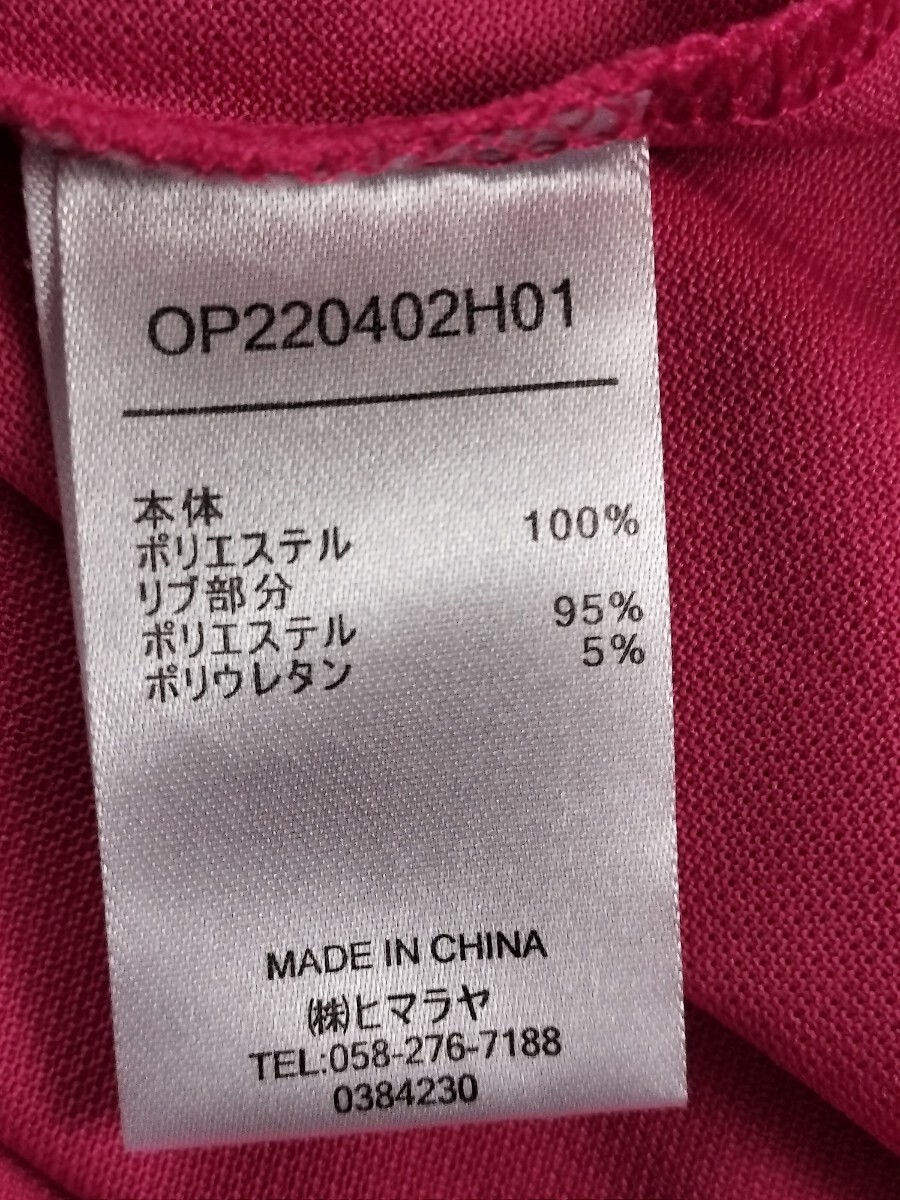 OP220402H01
本体
ポリエステル 100%
リブ部分
ポリエステル 95%
ポリウレタン 5%
MADE IN CHINA
㈱ヒマラヤ
TEL:058-276-7188
0384230